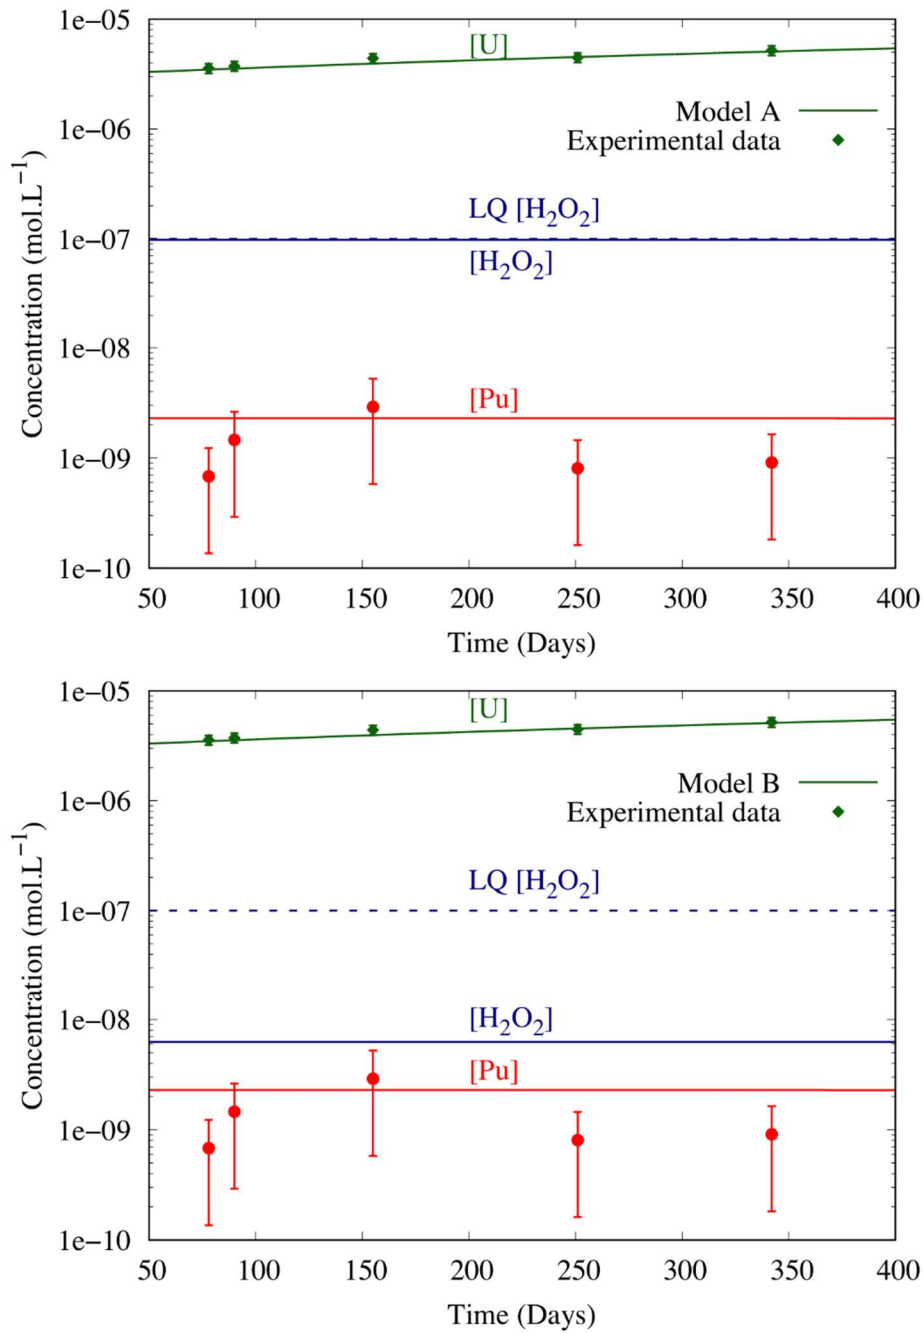 1e−05
[U]
1e−06
Model A
Experimental data
LQ [H₂O₂]
1e−07
[H₂O₂]
1e−08
[Pu]
1e−09
1e−10
Concentration (mol.L⁻¹)
50 100 150 200 250 300 350 400
Time (Days)
1e−05
[U]
1e−06
Model B
Experimental data
LQ [H₂O₂]
1e−07
1e−08
[H₂O₂]
[Pu]
1e−09
1e−10
Concentration (mol.L⁻¹)
50 100 150 200 250 300 350 400
Time (Days)